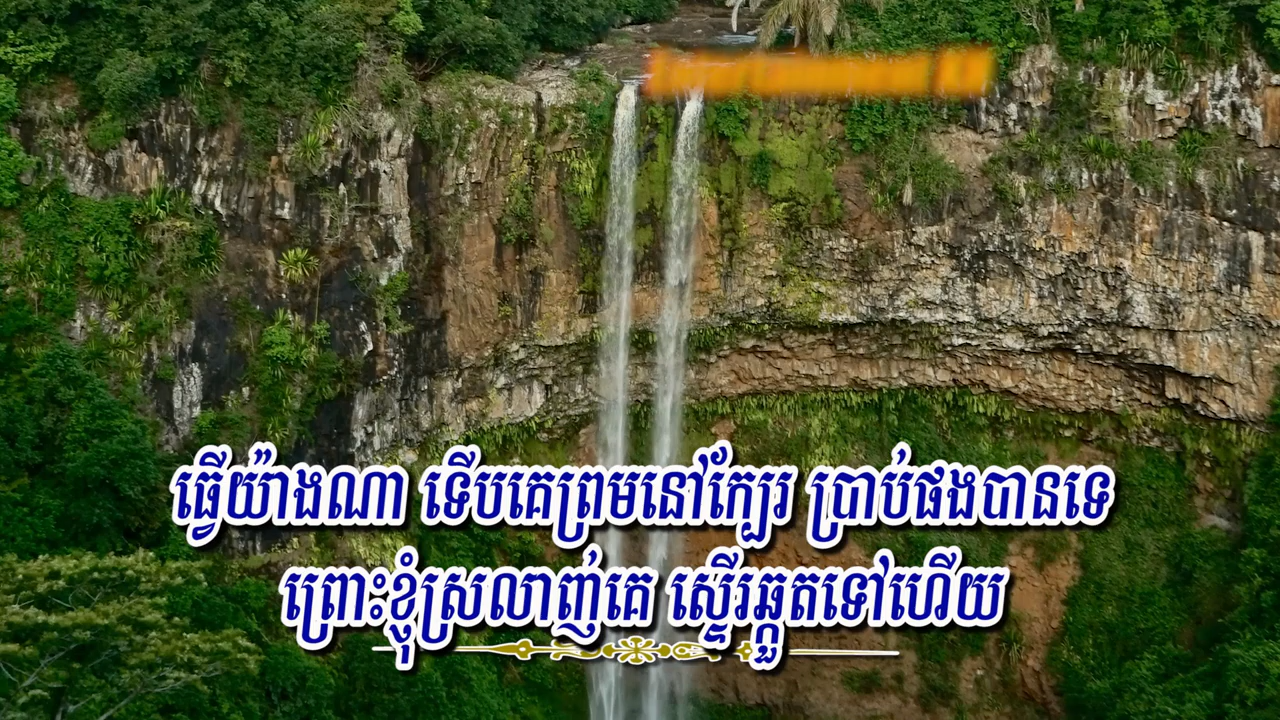 ធ្វើយ៉ាងណា ទើបគេព្រមនៅក្បែរ ប្រាប់ផងបានទេ
ព្រោះខ្ញុំស្រលាញ់គេ ស្ទើរឆ្កួតទៅហើយ